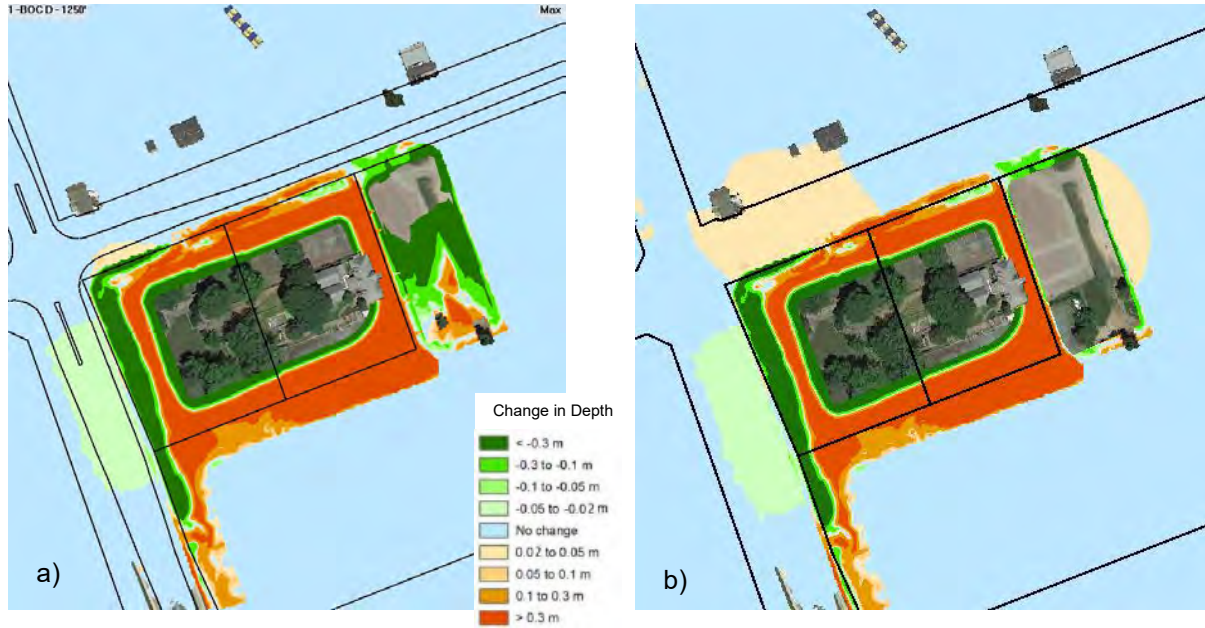 1 -BOCD - 1250'
Max
Change in Depth
< -0.3 m
-0.3 to -0.1 m
-0.1 to -0.05 m
-0.05 to -0.02 m
No change
0.02 to 0.05 m
0.05 to 0.1 m
0.1 to 0.3 m
> 0.3 m
a)
b)